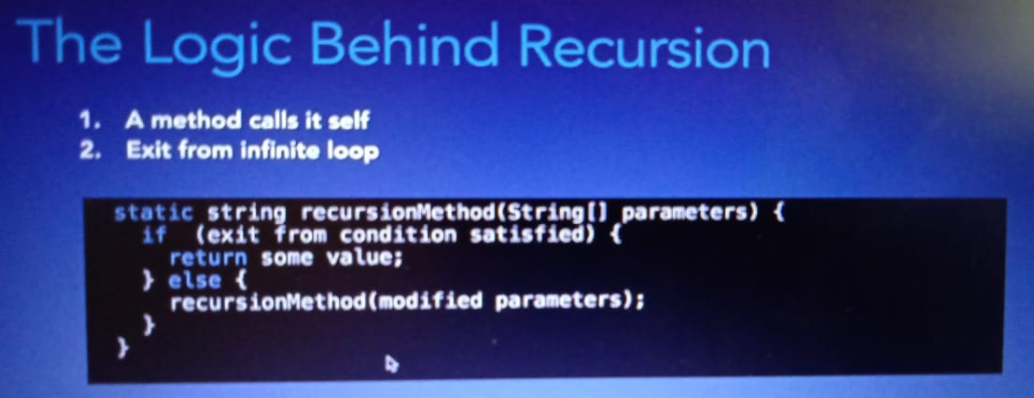 The Logic Behind Recursion
1. A method calls it self
2. Exit from infinite loop
static string recursionMethod(String[] parameters) {
if (exit from condition satisfied) {
return some value;
} else {
recursionMethod(modified parameters);
}
}